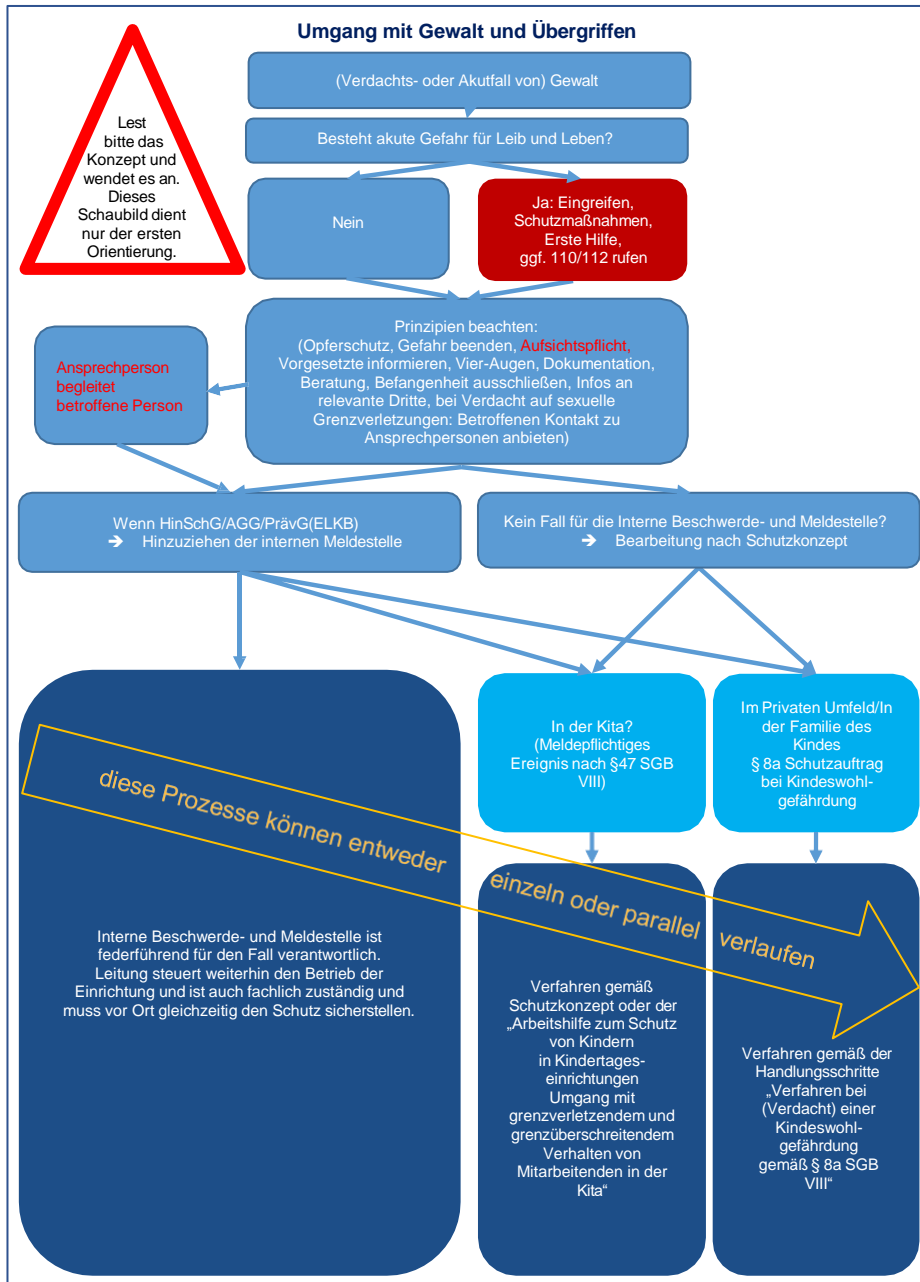 Umgang mit Gewalt und Übergriffen
(Verdachts- oder Akutfall von) Gewalt
Lest
bitte das
Konzept und
wendet es an.
Dieses
Schaubild dient
nur der ersten
Orientierung.
Besteht akute Gefahr für Leib und Leben?
Nein
Ja: Eingreifen,
Schutzmaßnahmen,
Erste Hilfe,
ggf. 110/112 rufen
Prinzipien beachten:
(Opferschutz, Gefahr beenden, Aufsichtspflicht,
Vorgesetzte informieren, Vier-Augen, Dokumentation,
Beratung, Befangenheit ausschließen, Infos an
relevante Dritte, bei Verdacht auf sexuelle
Grenzverletzungen: Betroffenen Kontakt zu
Ansprechpersonen anbieten)
Ansprechperson
begleitet
betroffene Person
Wenn HinSchG/AGG/PrävG(ELKB)
➔ Hinzuziehen der internen Meldestelle
Kein Fall für die Interne Beschwerde- und Meldestelle?
➔ Bearbeitung nach Schutzkonzept
In der Kita?
(Meldepflichtiges
Ereignis nach §47 SGB
VIII)
Im Privaten Umfeld/In
der Familie des
Kindes
§ 8a Schutzauftrag
bei Kindeswohl-
gefährdung
diese Prozesse können entweder einzeln oder parallel verlaufen
Interne Beschwerde- und Meldestelle ist
federführend für den Fall verantwortlich.
Leitung steuert weiterhin den Betrieb der
Einrichtung und ist auch fachlich zuständig und
muss vor Ort gleichzeitig den Schutz sicherstellen.
Verfahren gemäß
Schutzkonzept oder der
„Arbeitshilfe zum Schutz
von Kindern
in Kindertages-
einrichtungen
Umgang mit
grenzverletzendem und
grenzüberschreitendem
Verhalten von
Mitarbeitenden in der
Kita“
Verfahren gemäß der
Handlungsschritte
„Verfahren bei
(Verdacht) einer
Kindeswohl-
gefährdung
gemäß § 8a SGB
VIII“